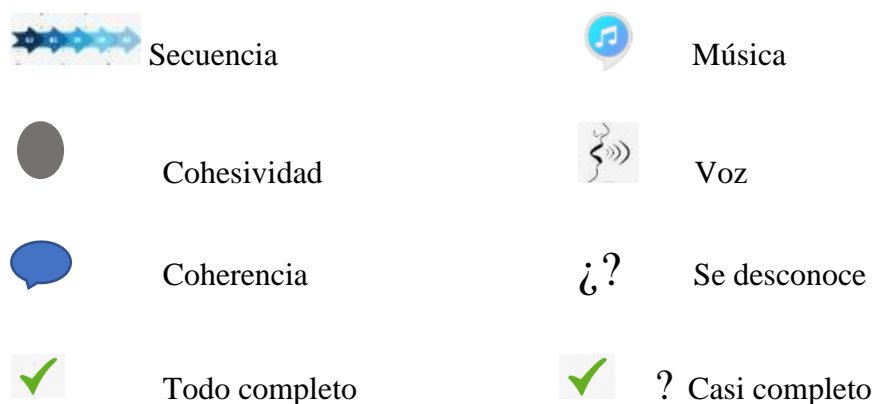 Secuencia Música
Cohesividad Voz
Coherencia ¿? Se desconoce
Todo completo ? Casi completo